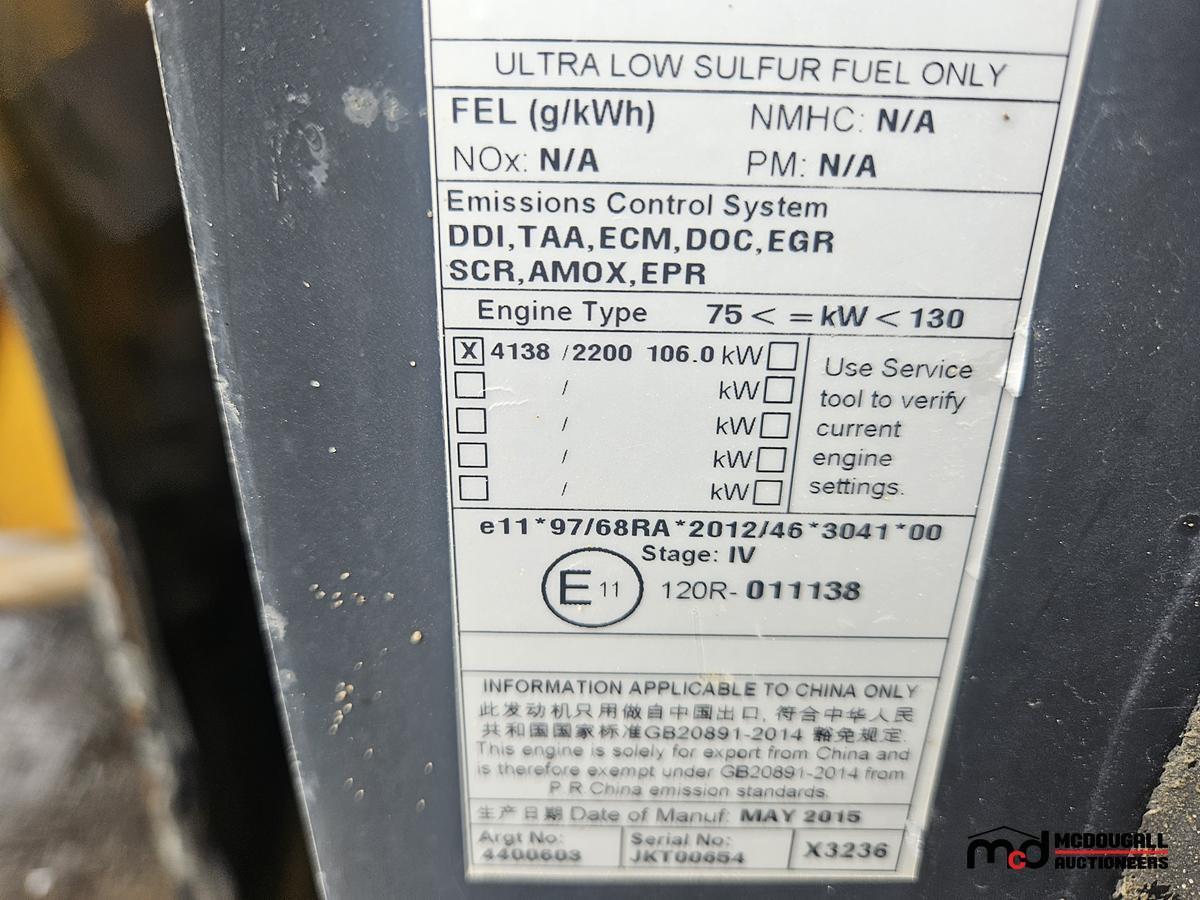 ULTRA LOW SULFUR FUEL ONLY
FEL (g/kWh) NMHC: N/A
NOx: N/A PM: N/A
Emissions Control System
DDI,TAA,ECM,DOC,EGR
SCR,AMOX,EPR
Engine Type 75 < = kW < 130
X 4138 /2200 106.0 kW
/ kW
/ kW
/ kW
/ kW
Use Service
tool to verify
current
engine
settings.
e11*97/68RA*2012/46*3041*00
Stage: IV
E 11 120R- 011138
INFORMATION APPLICABLE TO CHINA ONLY
此发动机只用做自中国出口, 符合中华人民
共和国国家标准GB20891-2014 豁免规定.
This engine is solely for export from China and
is therefore exempt under GB20891-2014 from
P.R.China emission standards.
生产日期 Date of Manuf: MAY 2015
Argt No: Serial No:
4400603 JKT00654 X3236
mcd MCDOUGALL
AUCTIONEERS